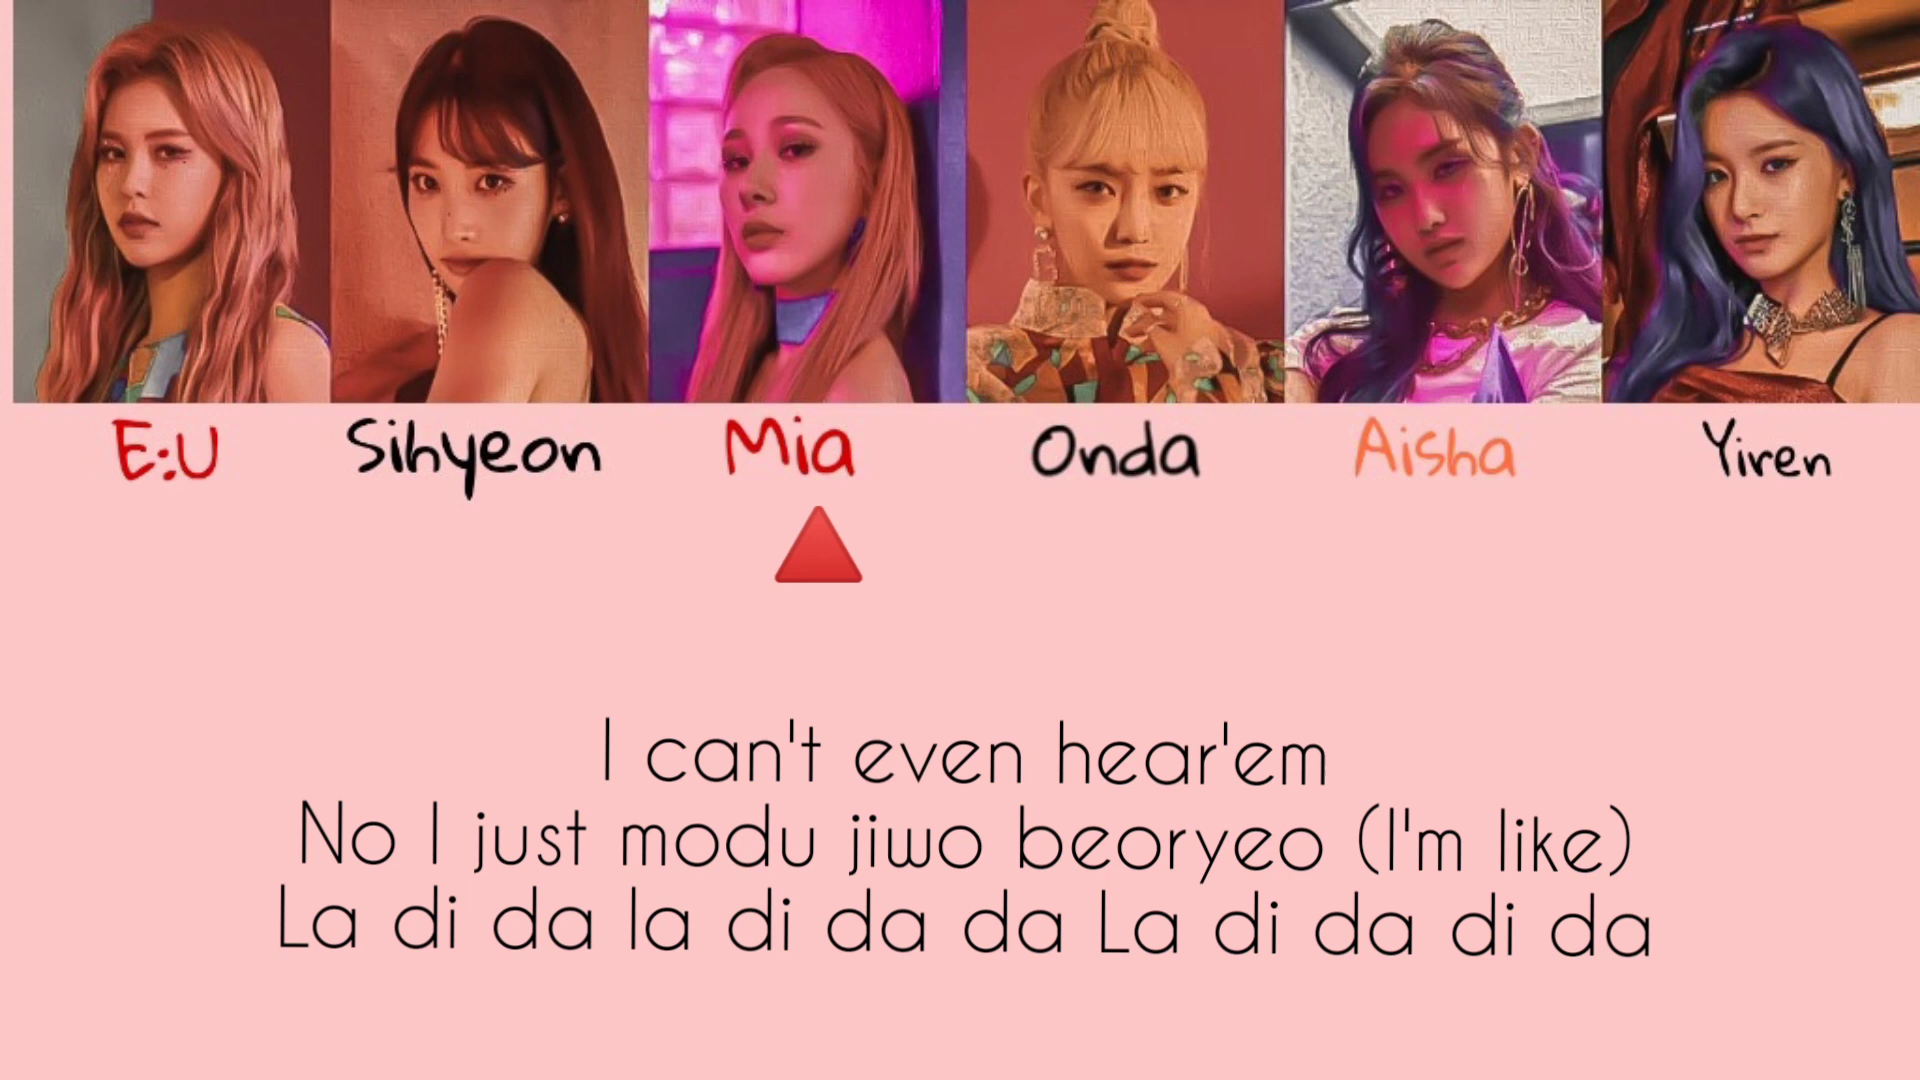 E:U Sihyeon Mia Onda Aisha Yiren
I can't even hear'em
No I just modu jiwo beoryeo (I'm like)
La di da la di da da La di da di da